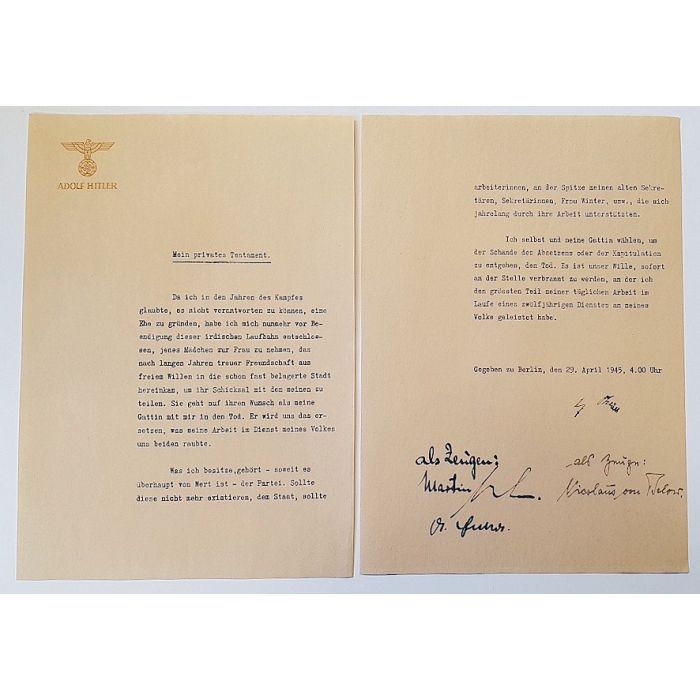 ADOLF HITLER
Mein privates Testament.
Da ich in den Jahren des Kampfes
glaubte, es nicht verantworten zu können, eine
Ehe zu gründen, habe ich mich nunmehr vor Be-
endigung dieser irdischen Laufbahn entschlos-
sen, jenes Mädchen zur Frau zu nehmen, das
nach langen Jahren treuer Freundschaft aus
freiem Willen in die schon fast belagerte Stadt
hereinkam, um ihr Schicksal mit dem meinen zu
teilen. Sie geht auf ihren Wunsch als meine
Gattin mit mir in den Tod. Er wird uns das er-
setzen, was meine Arbeit im Dienst meines Volkes
uns beiden raubte.
Was ich besitze, gehört - soweit es
überhaupt von Wert ist - der Partei. Sollte
diese nicht mehr existieren, dem Staat, sollte
arbeiterinnen, an der Spitze meinen alten Sekre-
tären, Sekretärinnen, Frau Winter, usw., die mich
jahrelang durch ihre Arbeit unterstützten.
Ich selbst und meine Gattin wählen, um
der Schande des Absetzens oder der Kapitulation
zu entgehen, den Tod. Es ist unser Wille, sofort
an der Stelle verbrannt zu werden, an der ich
den grössten Teil meiner täglichen Arbeit im
Laufe eines zwölfjährigen Dienstes an meinem
Volke geleistet habe.
Gegeben zu Berlin, den 29. April 1945, 4.00 Uhr
als Zeugen:
Martin
als Zeuge:
Nicolaus von Below.